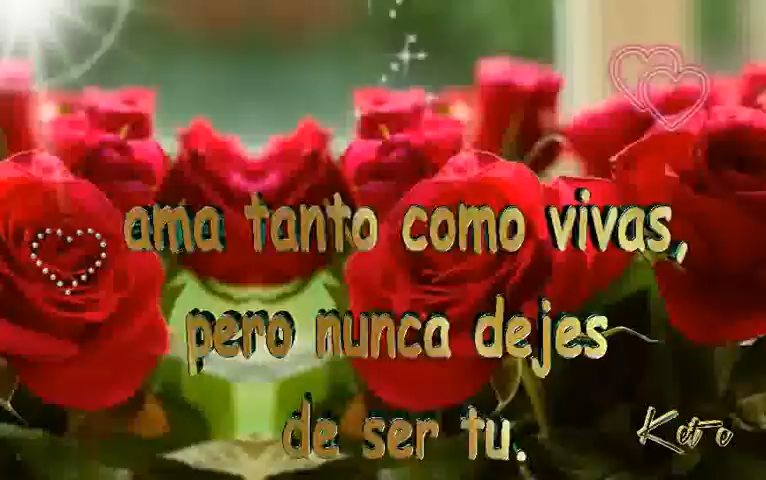 ama tanto como vivas,
pero nunca dejes
de ser tu.